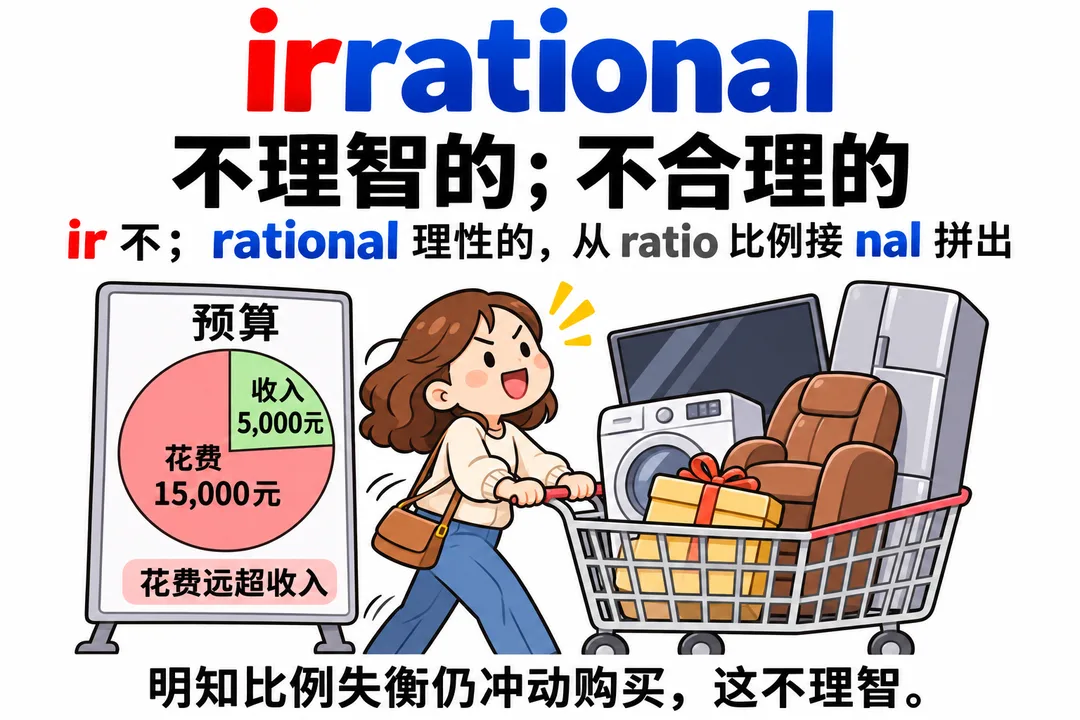 irrational
不理智的；不合理的
ir 不； rational 理性的，从 ratio 比例接 nal 拼出
预算
收入
5,000元
花费
15,000元
花费远超收入
明知比例失衡仍冲动购买，这不理智。